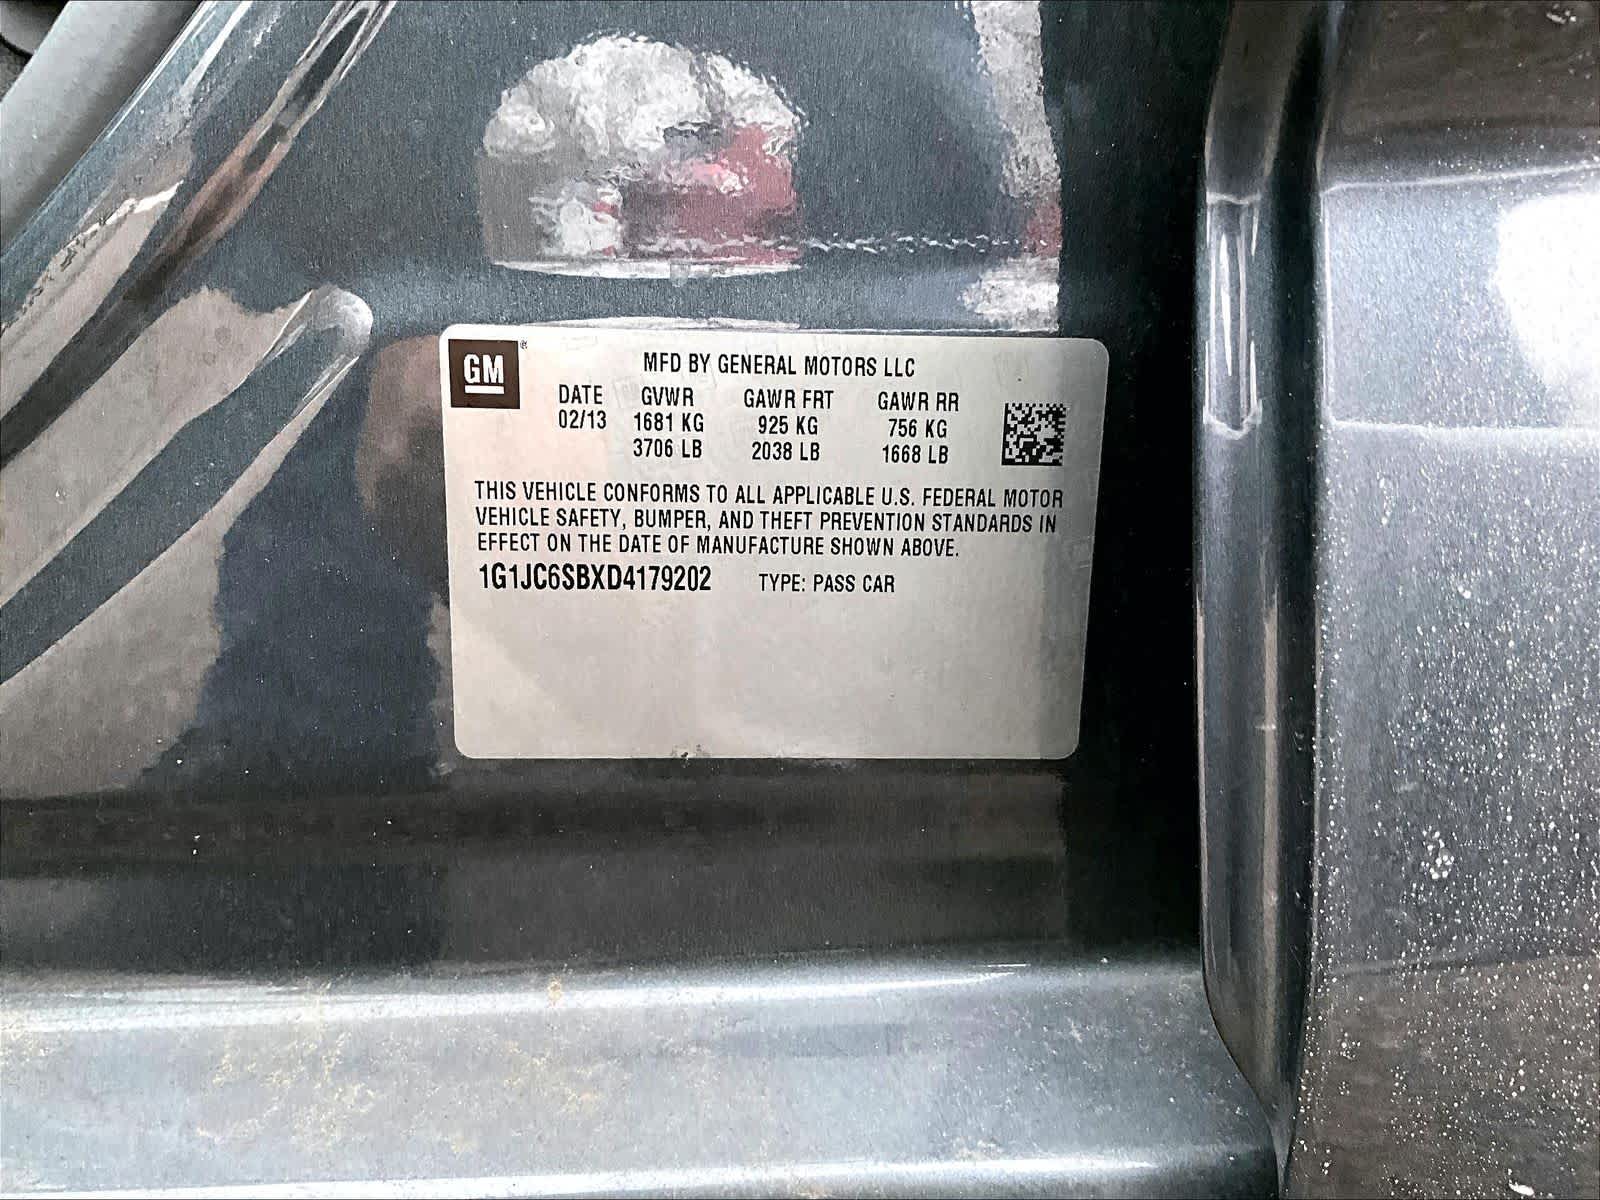 GM®
MFD BY GENERAL MOTORS LLC
DATE GVWR GAWR FRT GAWR RR
02/13 1681 KG 925 KG 756 KG
3706 LB 2038 LB 1668 LB
THIS VEHICLE CONFORMS TO ALL APPLICABLE U.S. FEDERAL MOTOR
VEHICLE SAFETY, BUMPER, AND THEFT PREVENTION STANDARDS IN
EFFECT ON THE DATE OF MANUFACTURE SHOWN ABOVE.
1G1JC6SBXD4179202 TYPE: PASS CAR